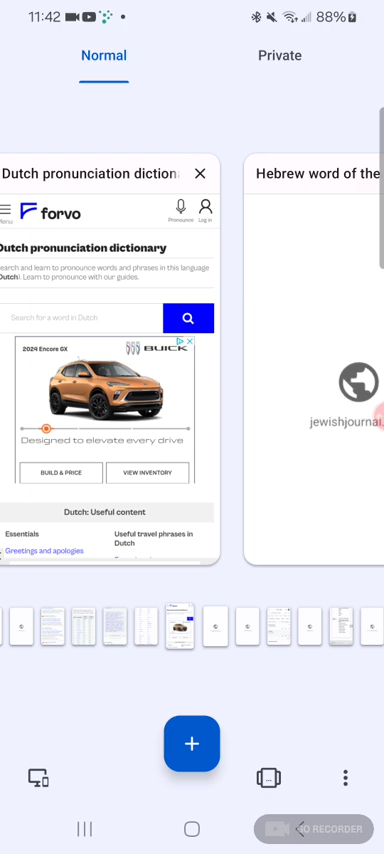 11:42
88%
Normal
Private
Dutch pronunciation diction
Hebrew word of the
Menu
forvo
Pronounce
Log in
Dutch pronunciation dictionary
earch and learn to pronounce words and phrases in this language
Dutch). Learn to pronounce with our guides.
Search for a word in Dutch
2024 Encore GX
BUICK
Designed to elevate every drive
BUILD & PRICE
VIEW INVENTORY
jewishjournal.
Dutch: Useful content
Essentials
Useful travel phrases in
Dutch
Greetings and apologies
GO RECORDER